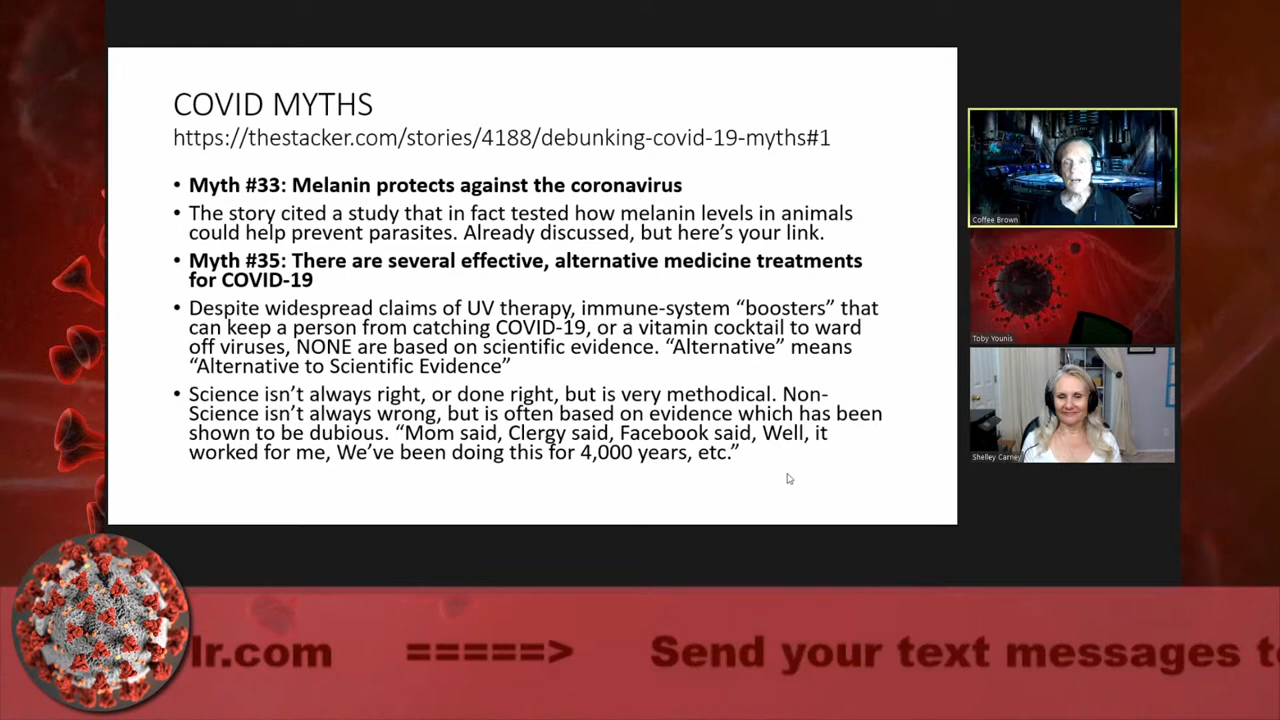 COVID MYTHS
https://thestacker.com/stories/4188/debunking-covid-19-myths#1
• Myth #33: Melanin protects against the coronavirus
• The story cited a study that in fact tested how melanin levels in animals
could help prevent parasites. Already discussed, but here's your link.
• Myth #35: There are several effective, alternative medicine treatments
for COVID-19
• Despite widespread claims of UV therapy, immune-system “boosters” that
can keep a person from catching COVID-19, or a vitamin cocktail to ward
off viruses, NONE are based on scientific evidence. “Alternative” means
“Alternative to Scientific Evidence”
• Science isn't always right, or done right, but is very methodical. Non-
Science isn't always wrong, but is often based on evidence which has been
shown to be dubious. “Mom said, Clergy said, Facebook said, Well, it
worked for me, We've been doing this for 4,000 years, etc.”
Coffee Brown
Toby Younis
Shelley Carney
lr.com =====> Send your text messages to